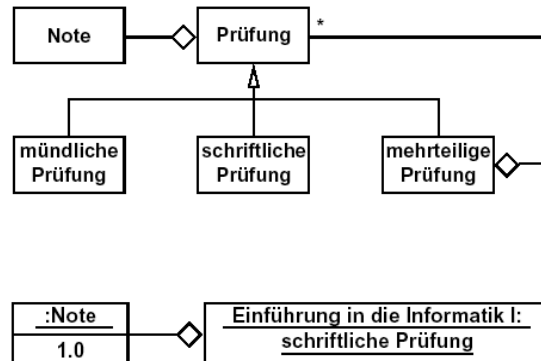 Note
Prüfung
*
mündliche
Prüfung
schriftliche
Prüfung
mehrteilige
Prüfung
:Note
1.0
Einführung in die Informatik I:
schriftliche Prüfung